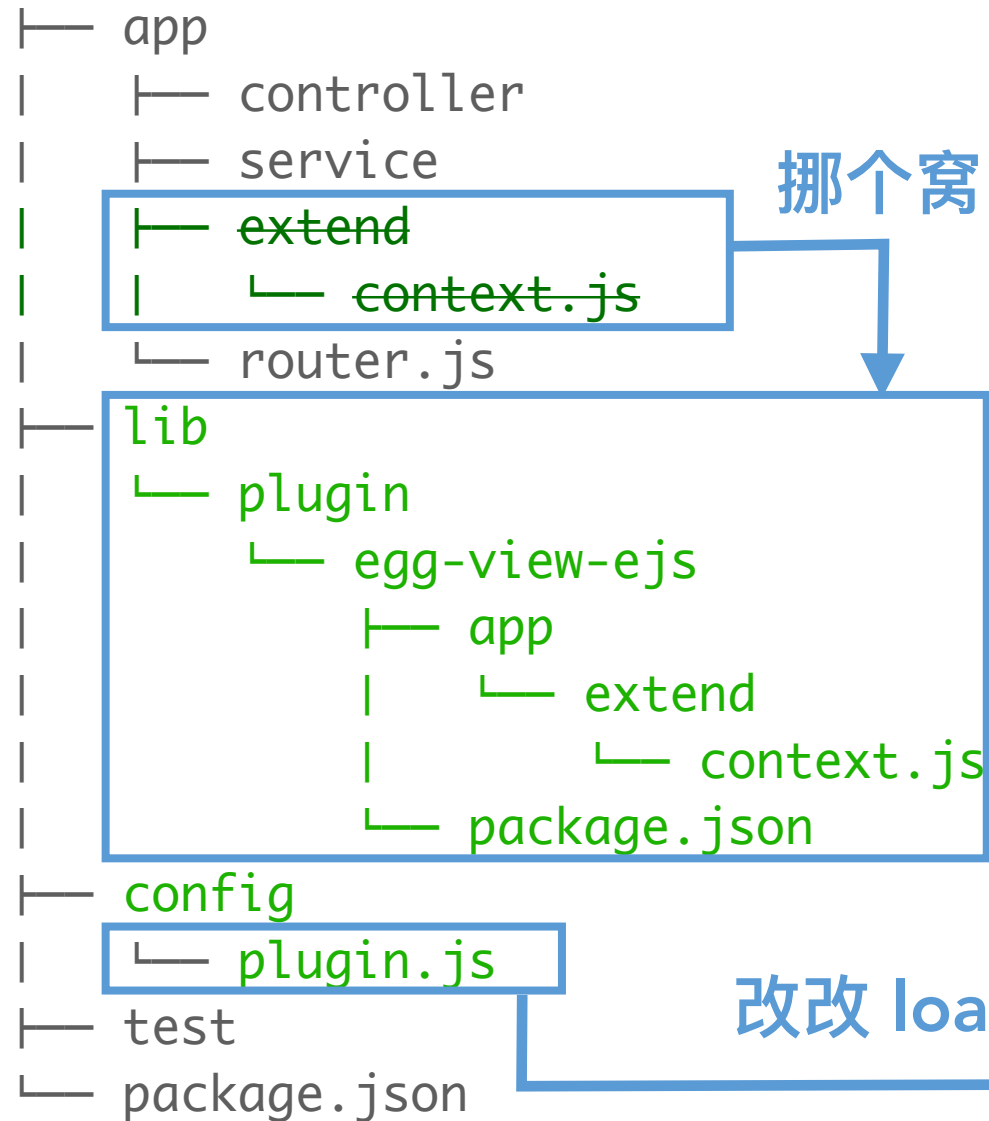 ├── app
│   ├── controller
│   ├── service
挪个窝
│   ├── extend
│   │   └── context.js
│   └── router.js
├── lib
│   └── plugin
│       └── egg-view-ejs
│           ├── app
│           │   └── extend
│           │       └── context.js
│           └── package.json
├── config
│   └── plugin.js
改改 loa
├── test
└── package.json